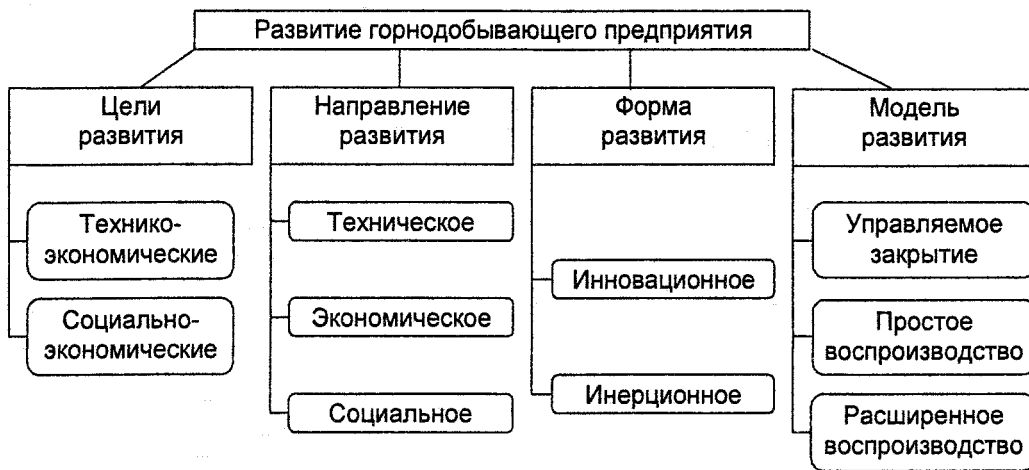 Развитие горнодобывающего предприятия
Цели
развития
Технико-
экономические
Социально-
экономические
Направление
развития
Техническое
Экономическое
Социальное
Форма
развития
Инновационное
Инерционное
Модель
развития
Управляемое
закрытие
Простое
воспроизводство
Расширенное
воспроизводство